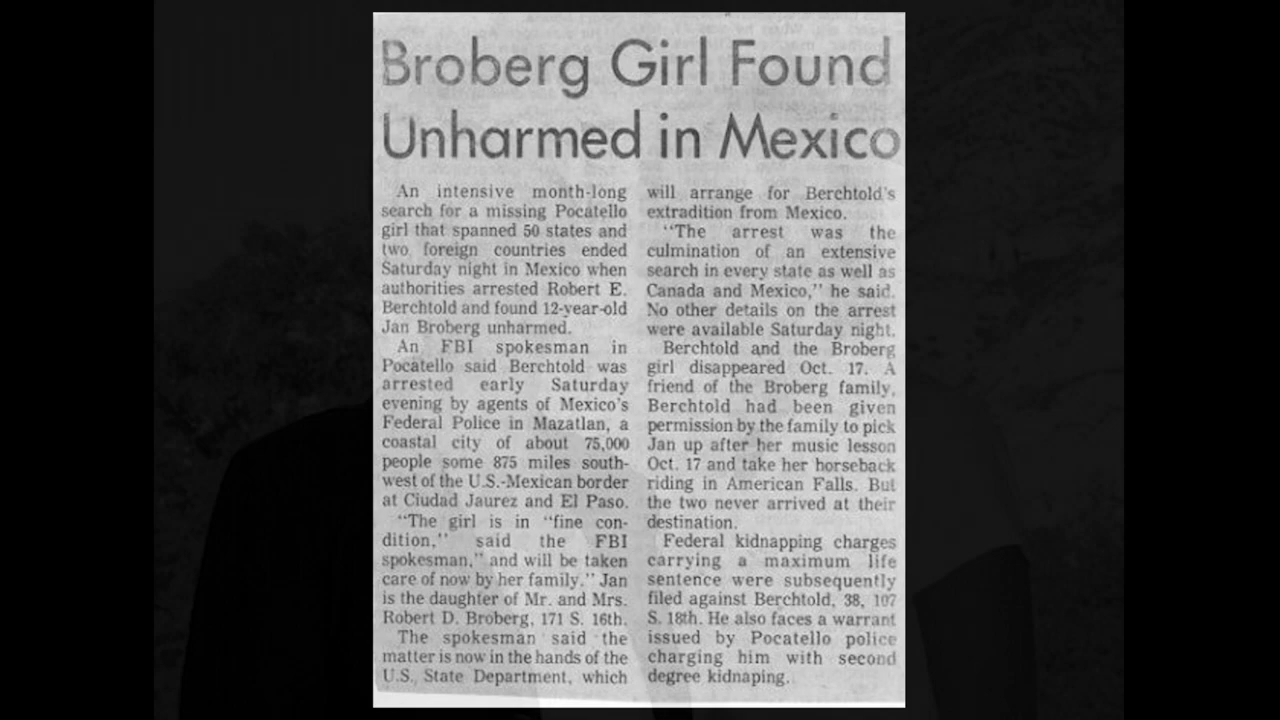 Broberg Girl Found
Unharmed in Mexico
An intensive month-long
search for a missing Pocatello
girl that spanned 50 states and
two foreign countries ended
Saturday night in Mexico when
authorities arrested Robert E.
Berchtold and found 12-year-old
Jan Broberg unharmed.
An FBI spokesman in
Pocatello said Berchtold was
arrested early Saturday
evening by agents of Mexico's
Federal Police in Mazatlan, a
coastal city of about 75,000
people some 875 miles south-
west of the U.S.-Mexican border
at Ciudad Jaurez and El Paso.
"The girl is in "fine con-
dition," said the FBI
spokesman," and will be taken
care of now by her family." Jan
is the daughter of Mr. and Mrs.
Robert D. Broberg, 171 S. 16th.
The spokesman said the
matter is now in the hands of the
U.S. State Department, which
will arrange for Berchtold's
extradition from Mexico.
"The arrest was the
culmination of an extensive
search in every state as well as
Canada and Mexico," he said.
No other details on the arrest
were available Saturday night.
Berchtold and the Broberg
girl disappeared Oct. 17. A
friend of the Broberg family,
Berchtold had been given
permission by the family to pick
Jan up after her music lesson
Oct. 17 and take her horseback
riding in American Falls. But
the two never arrived at their
destination.
Federal kidnapping charges
carrying a maximum life
sentence were subsequently
filed against Berchtold, 38, 107
S. 18th. He also faces a warrant
issued by Pocatello police
charging him with second
degree kidnaping.